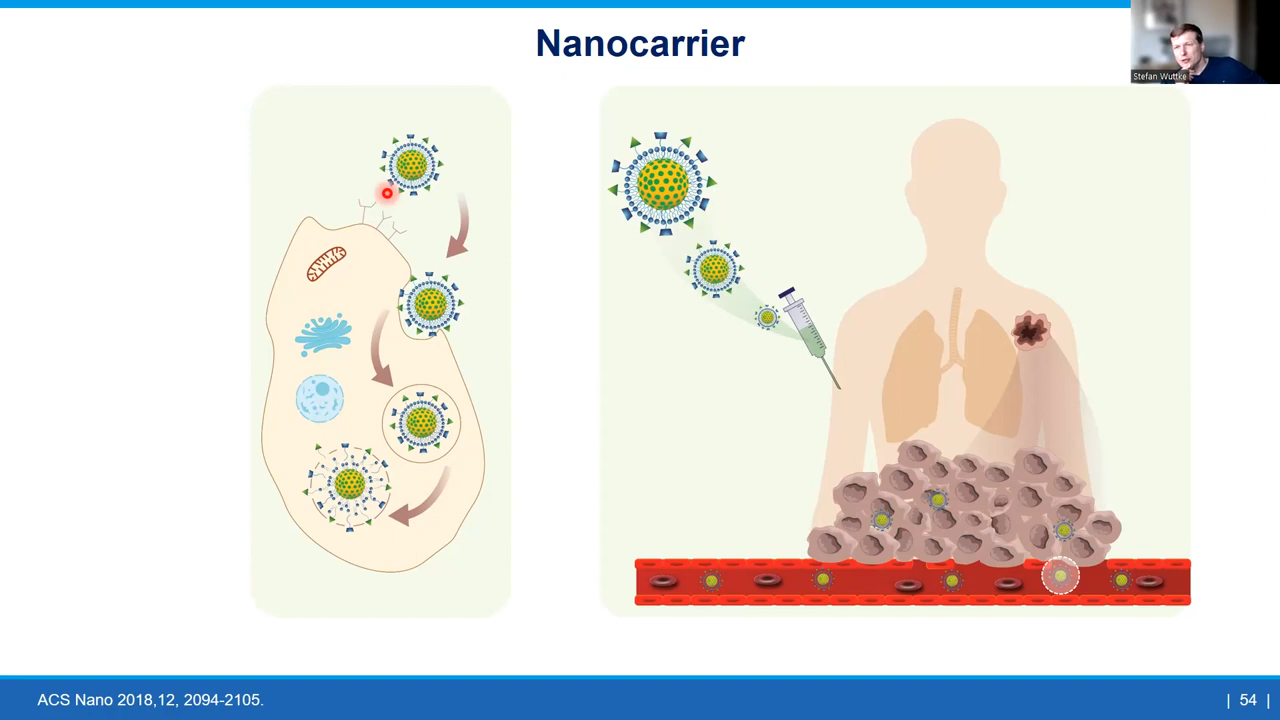 Nanocarrier
Stefan Wuttke
ACS Nano 2018,12, 2094-2105.
| 54 |